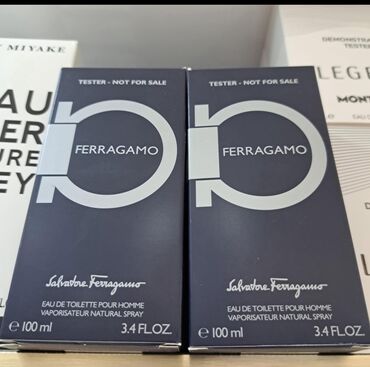 MIYAKE
AU
EY
TESTER - NOT FOR SALE
FERRAGAMO
Salvatore Ferragamo
EAU DE TOILETTE POUR HOMME
VAPORISATEUR NATURAL SPRAY
e 100 ml 3.4 FL.OZ.
TESTER - NOT FOR SALE
FERRAGAMO
Salvatore Ferragamo
EAU DE TOILETTE POUR HOMME
VAPORISATEUR NATURAL SPRAY
e 100 ml 3.4 FL.OZ.
TESTER
LEGE
MONT